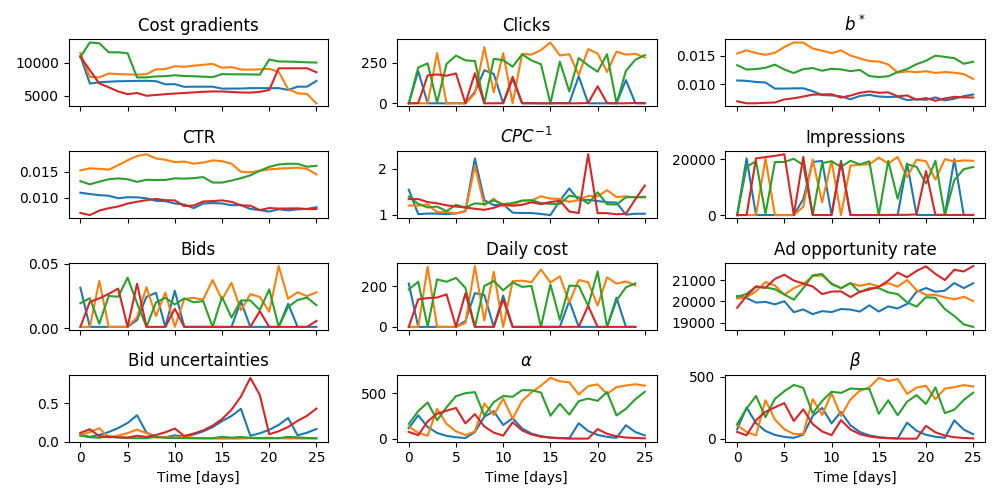 Cost gradients
10000
5000
Clicks
250
0
b*
0.015
0.010
CTR
0.015
0.010
CPC⁻¹
2
1
Impressions
20000
0
Bids
0.05
0.00
Daily cost
200
0
Ad opportunity rate
21000
20000
19000
Bid uncertainties
0.5
0.0
0 5 10 15 20 25
Time [days]
α
500
0
0 5 10 15 20 25
Time [days]
β
500
0
0 5 10 15 20 25
Time [days]